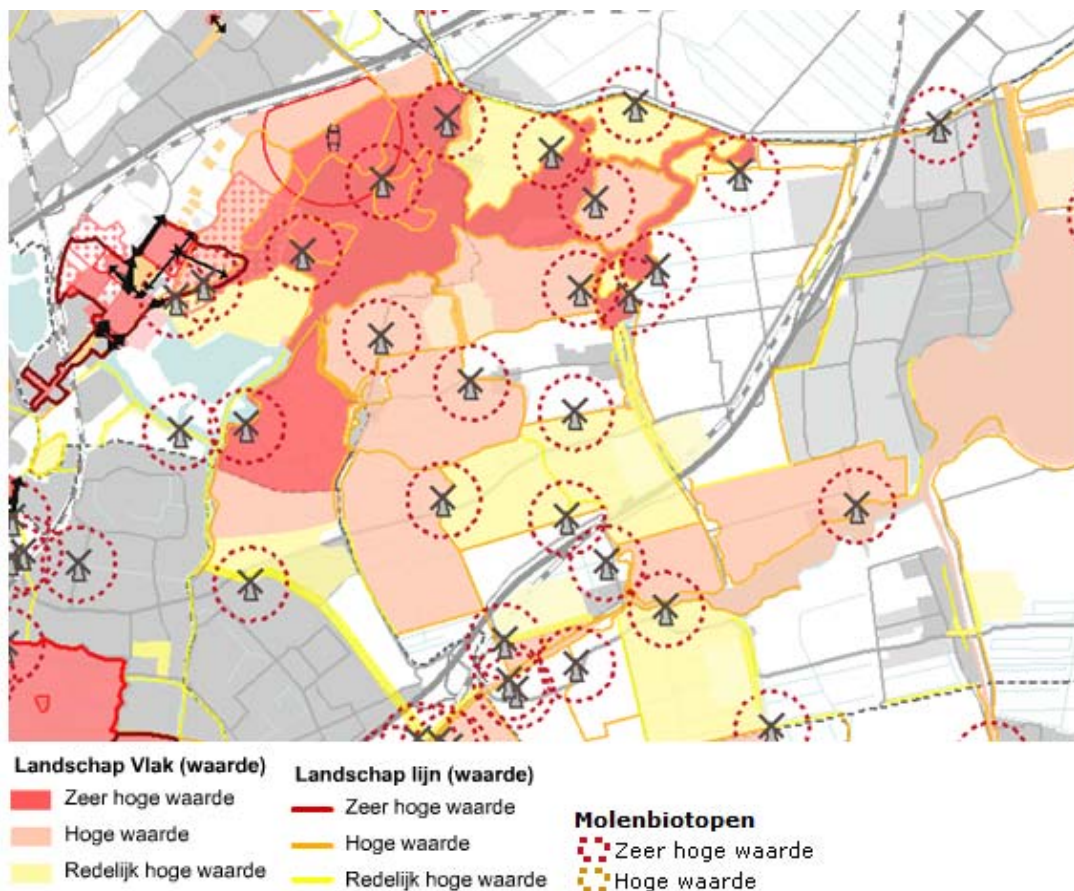 Landschap Vlak (waarde)
Zeer hoge waarde
Hoge waarde
Redelijk hoge waarde
Landschap lijn (waarde)
Zeer hoge waarde
Hoge waarde
Redelijk hoge waarde
Molenbiotopen
Zeer hoge waarde
Hoge waarde